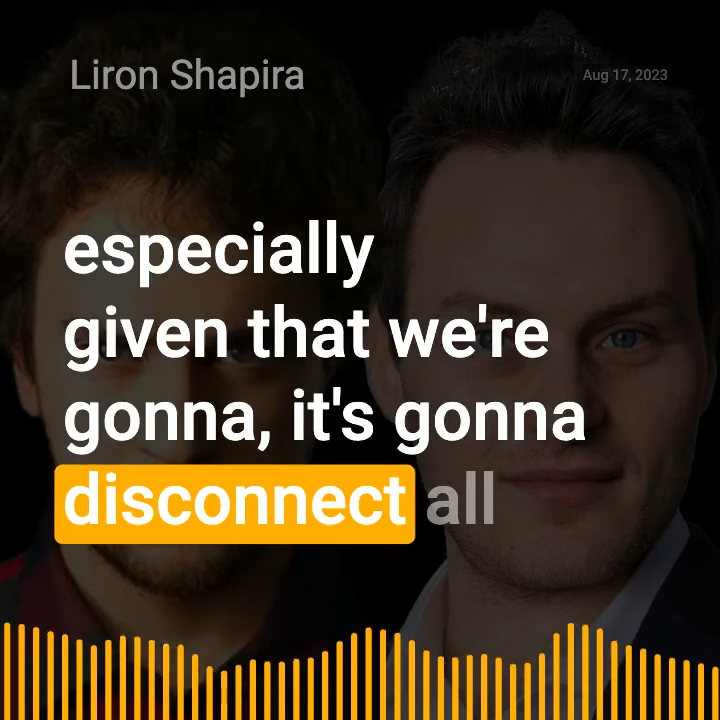 Liron Shapira
Aug 17, 2023
especially
given that we're
gonna, it's gonna
disconnect all